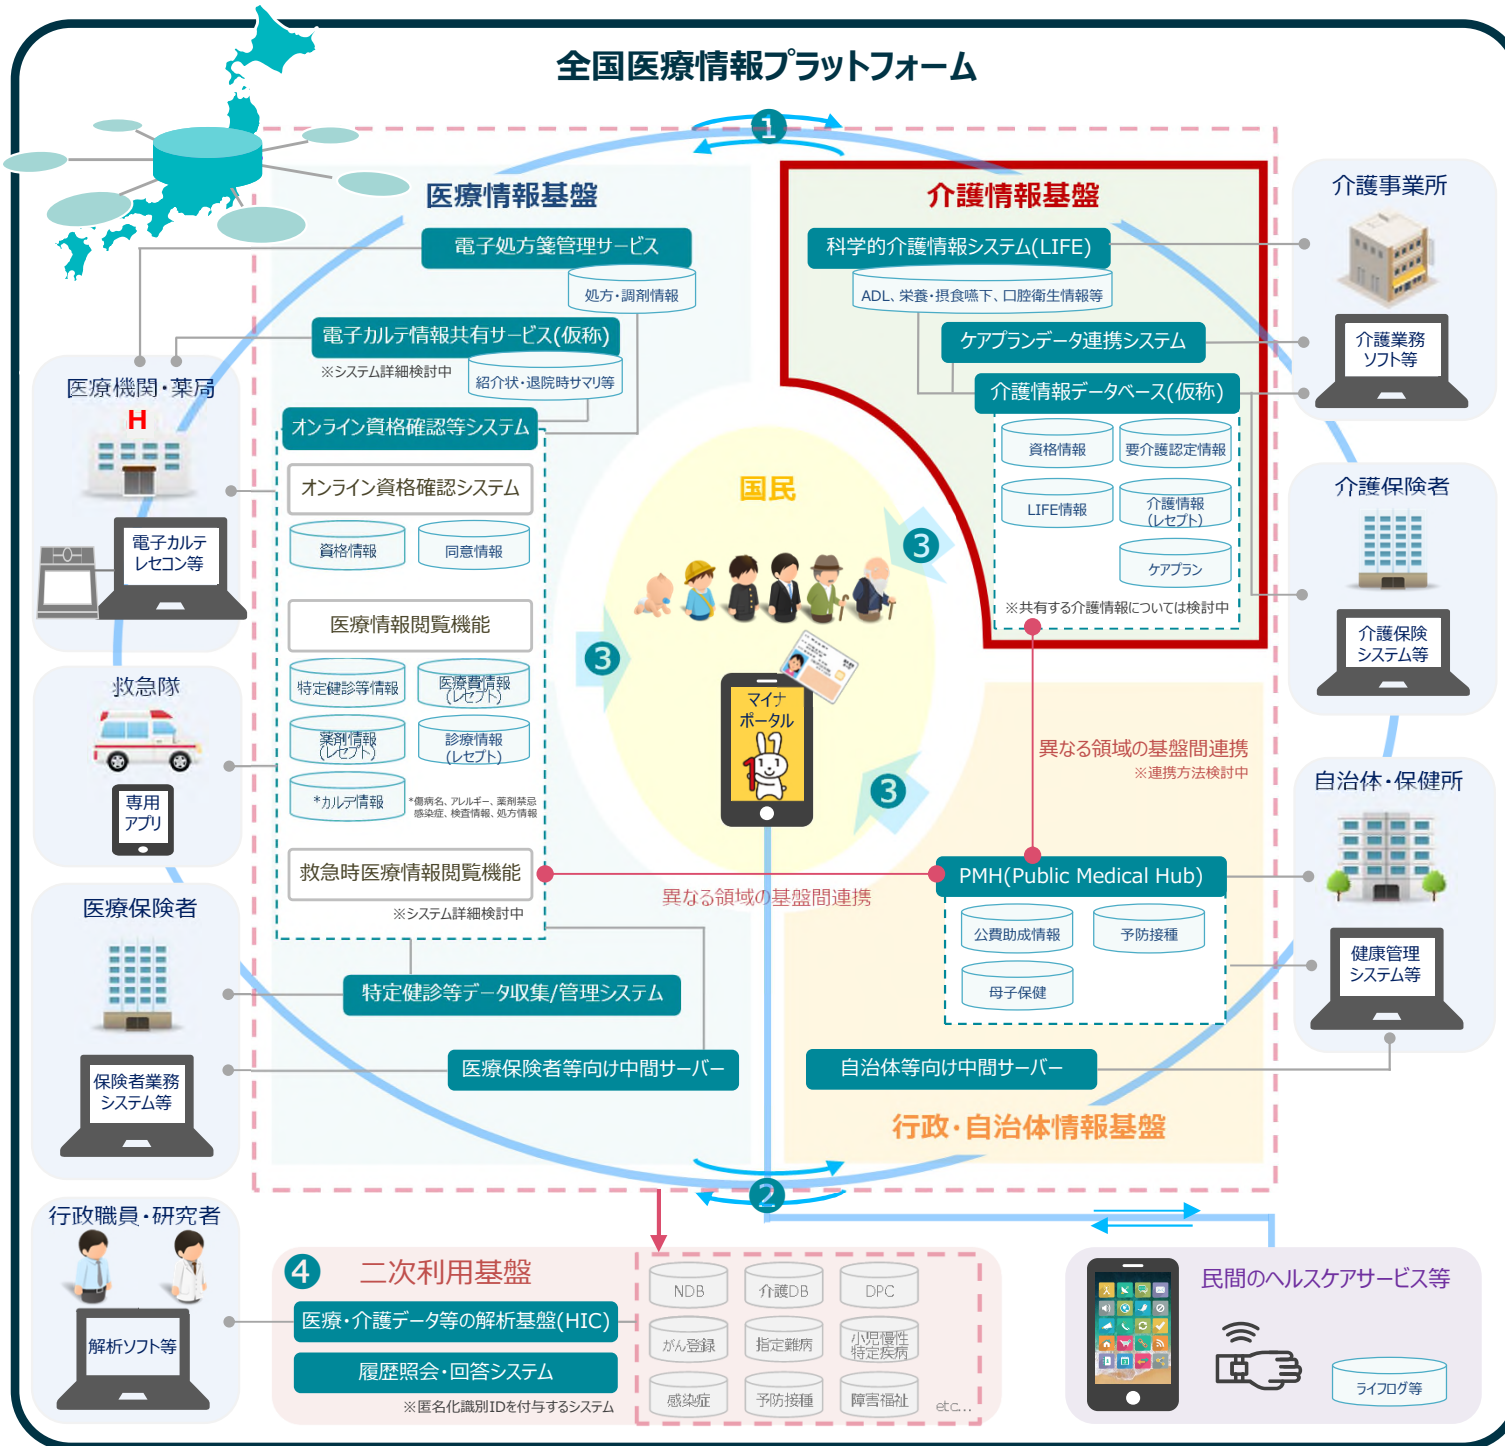 全国医療情報プラットフォーム
1
医療情報基盤
電子処方箋管理サービス
処方・調剤情報
電子カルテ情報共有サービス(仮称)
※システム詳細検討中
紹介状・退院時サマリ等
オンライン資格確認等システム
オンライン資格確認システム
資格情報
同意情報
医療情報閲覧機能
特定健診等情報
医療費情報
(レセプト)
薬剤情報
(レセプト)
診療情報
(レセプト)
*カルテ情報
*傷病名、アレルギー、薬剤禁忌
感染症、検査情報、処方情報
救急時医療情報閲覧機能
※システム詳細検討中
特定健診等データ収集/管理システム
医療保険者等向け中間サーバー
介護情報基盤
科学的介護情報システム(LIFE)
ADL、栄養・摂食嚥下、口腔衛生情報等
ケアプランデータ連携システム
介護情報データベース(仮称)
資格情報
要介護認定情報
LIFE情報
介護情報
(レセプト)
ケアプラン
※共有する介護情報については検討中
国民
3
3
3
マイナ
ポータル
1
異なる領域の基盤間連携
※連携方法検討中
異なる領域の基盤間連携
PMH(Public Medical Hub)
公費助成情報
予防接種
母子保健
自治体等向け中間サーバー
行政・自治体情報基盤
2
医療機関・薬局
H
電子カルテ
レセコン等
救急隊
専用
アプリ
医療保険者
保険者業務
システム等
行政職員・研究者
解析ソフト等
介護事業所
介護業務
ソフト等
介護保険者
介護保険
システム等
自治体・保健所
健康管理
システム等
4
二次利用基盤
医療・介護データ等の解析基盤(HIC)
履歴照会・回答システム
※匿名化識別IDを付与するシステム
NDB
介護DB
DPC
がん登録
指定難病
小児慢性
特定疾病
感染症
予防接種
障害福祉
etc...
民間のヘルスケアサービス等
ライフログ等